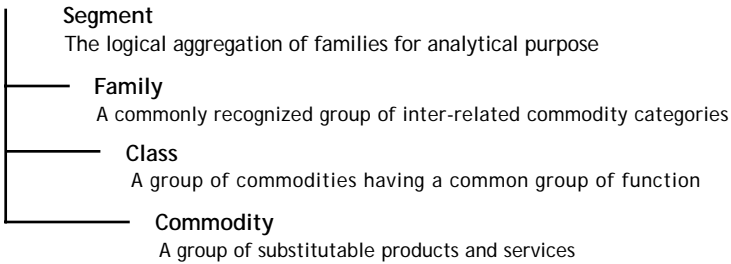 Segment
The logical aggregation of families for analytical purpose
Family
A commonly recognized group of inter-related commodity categories
Class
A group of commodities having a common group of function
Commodity
A group of substitutable products and services